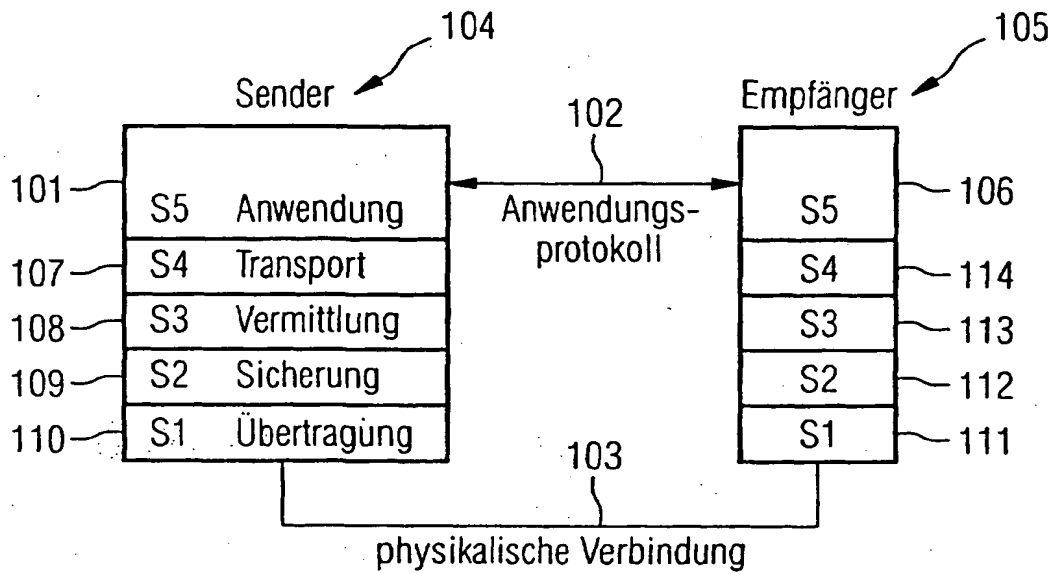 104
105
Sender
Empfänger
102
101
S5 Anwendung
Anwendungs-
protokoll
S5
106
107
S4 Transport
S4
114
108
S3 Vermittlung
S3
113
109
S2 Sicherung
S2
112
110
S1 Übertragung
S1
111
103
physikalische Verbindung